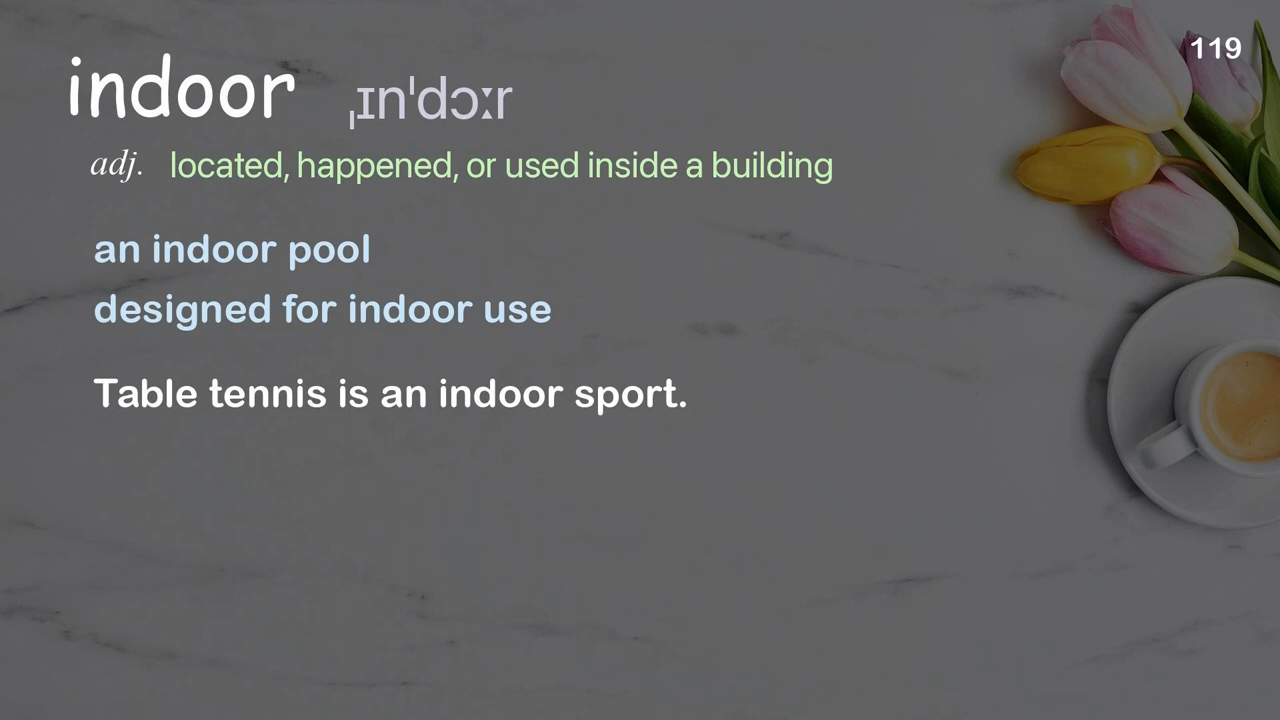 119
indoor ˌɪnˈdɔːr
adj. located, happened, or used inside a building
an indoor pool
designed for indoor use
Table tennis is an indoor sport.